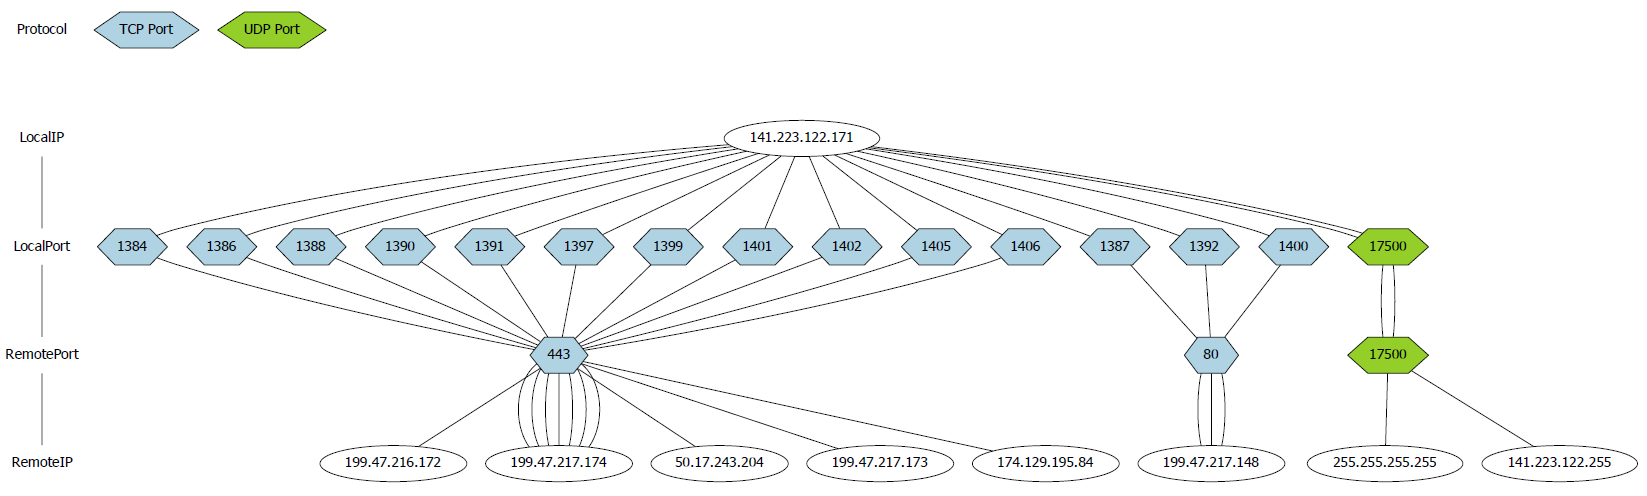 Protocol TCP Port UDP Port
LocalIP 141.223.122.171
LocalPort 1384 1386 1388 1390 1391 1397 1399 1401 1402 1405 1406 1387 1392 1400 17500
RemotePort 443 80 17500
RemoteIP 199.47.216.172 199.47.217.174 50.17.243.204 199.47.217.173 174.129.195.84 199.47.217.148 255.255.255.255 141.223.122.255